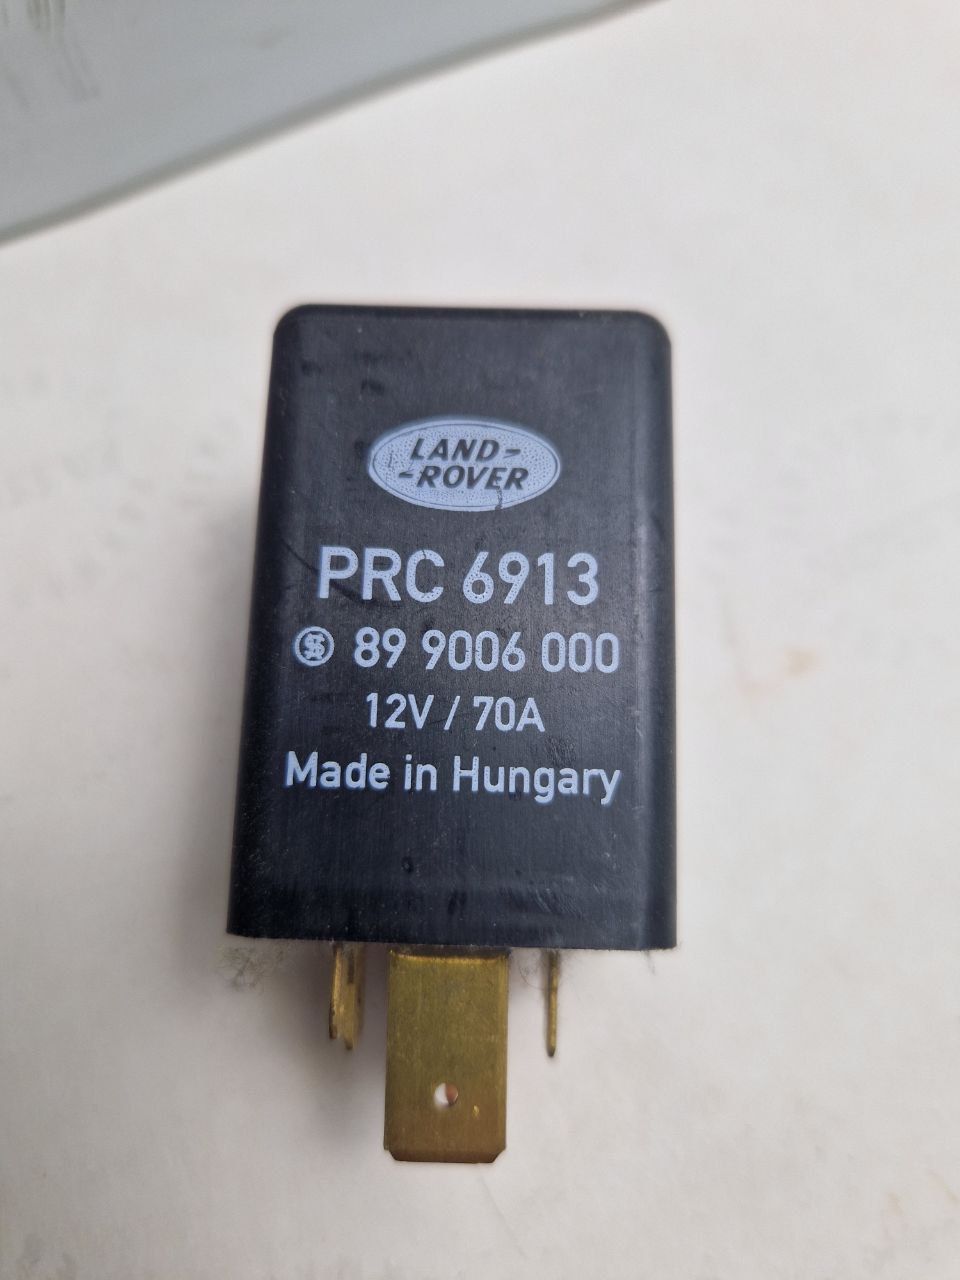 LAND-
-ROVER
PRC 6913
89 9006 000
12V / 70A
Made in Hungary